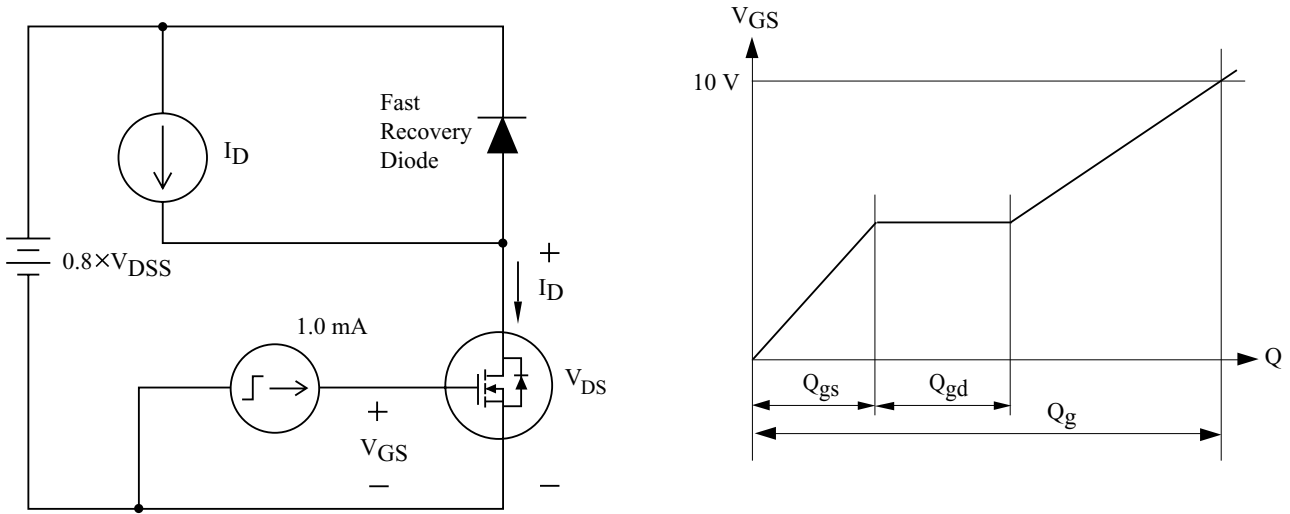 Fast
Recovery
Diode
I_D
0.8×V_DSS
+
I_D
1.0 mA
V_DS
+
V_GS
−
−
V_GS
10 V
Q
Q_gs
Q_gd
Q_g